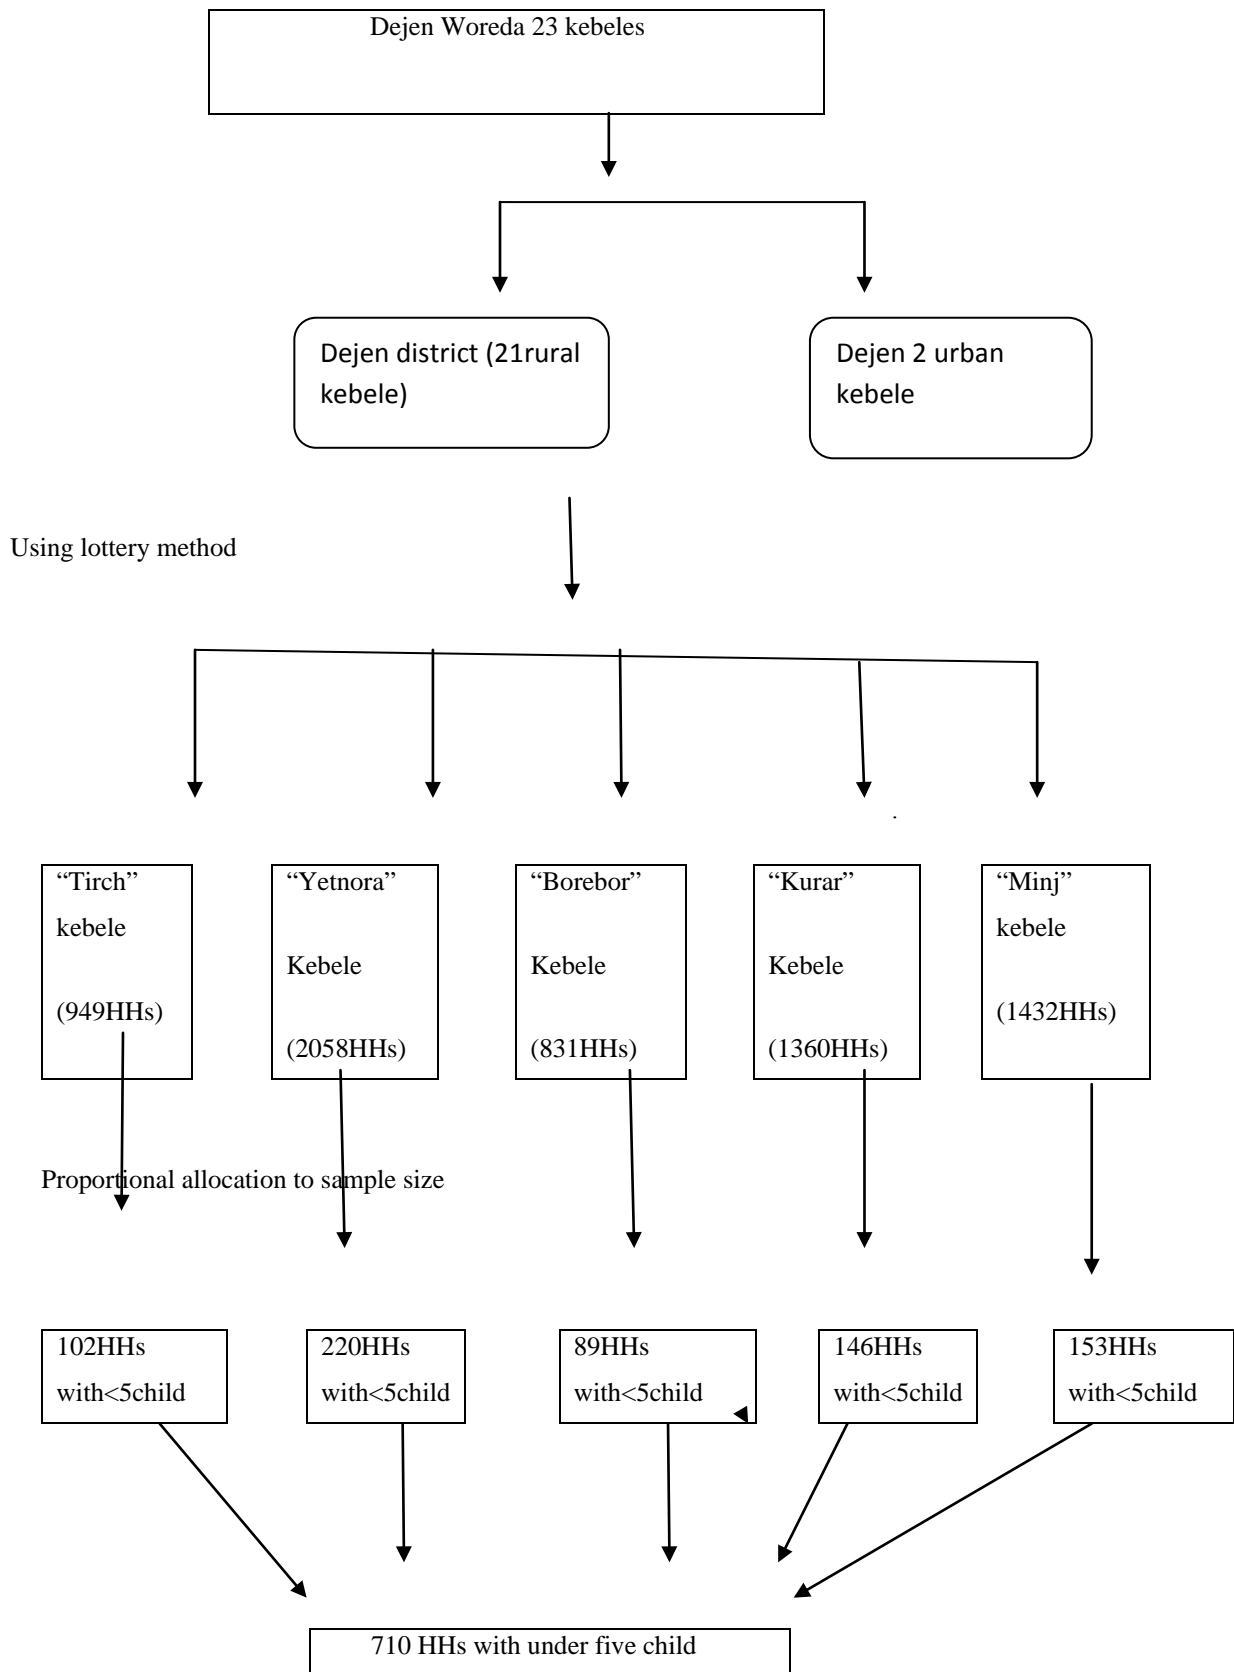 Dejen Woreda 23 kebeles
Dejen district (21rural
kebele)
Dejen 2 urban
kebele
Using lottery method
“Tirch”
kebele
(949HHs)
“Yetnora”
Kebele
(2058HHs)
“Borebor”
Kebele
(831HHs)
“Kurar”
Kebele
(1360HHs)
“Minj”
kebele
(1432HHs)
Proportional allocation to sample size
102HHs
with<5child
220HHs
with<5child
89HHs
with<5child
146HHs
with<5child
153HHs
with<5child
710 HHs with under five child